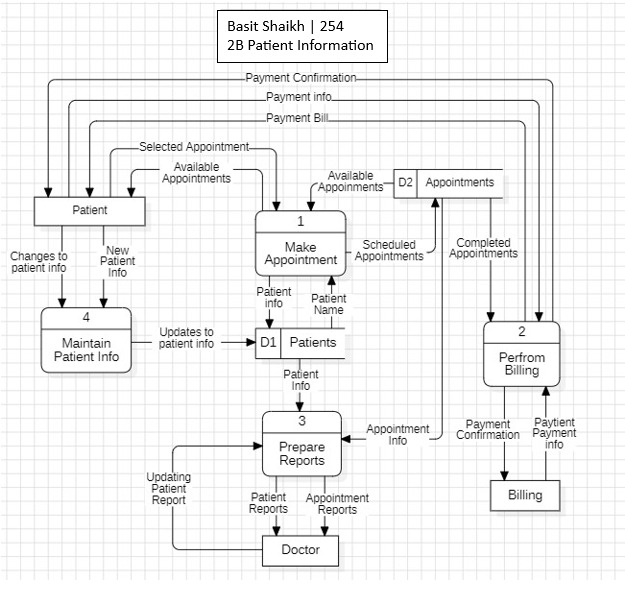 Basit Shaikh | 254
2B Patient Information
Payment Confirmation
Payment info
Payment Bill
Selected Appointment
Available
Appointments
Available
Appoinments
D2
Appointments
Patient
1
Make
Appointment
Scheduled
Appointments
Completed
Appointments
Changes to
patient info
New
Patient
Info
Patient
info
Patient
Name
4
Maintain
Patient Info
Updates to
patient info
D1
Patients
2
Perfrom
Billing
Patient
Info
3
Prepare
Reports
Appointment
Info
Payment
Confirmation
Paytient
Payment
info
Updating
Patient
Report
Patient
Reports
Appointment
Reports
Billing
Doctor